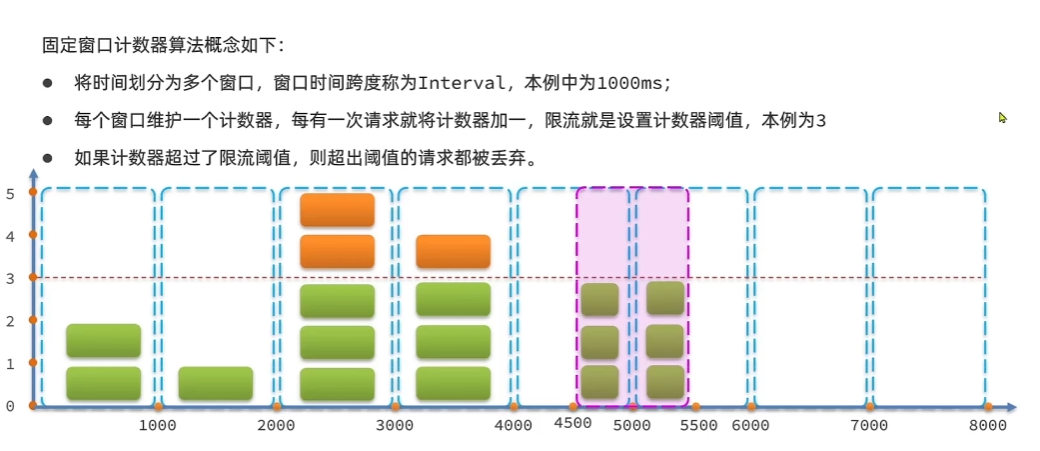 固定窗口计数器算法概念如下：
● 将时间划分为多个窗口，窗口时间跨度称为Interval，本例中为1000ms；
● 每个窗口维护一个计数器，每有一次请求就将计数器加一，限流就是设置计数器阈值，本例为3
● 如果计数器超过了限流阈值，则超出阈值的请求都被丢弃。
5
4
3
2
1
0
1000 2000 3000 4000 4500 5000 5500 6000 7000 8000